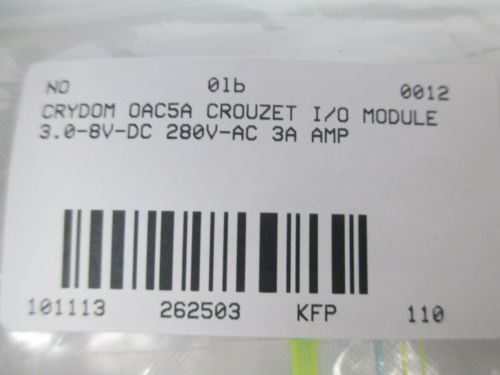 NO 0lb 0012
CRYDOM OAC5A CROUZET I/O MODULE
3.0-8V-DC 280V-AC 3A AMP
101113 262503 KFP 110